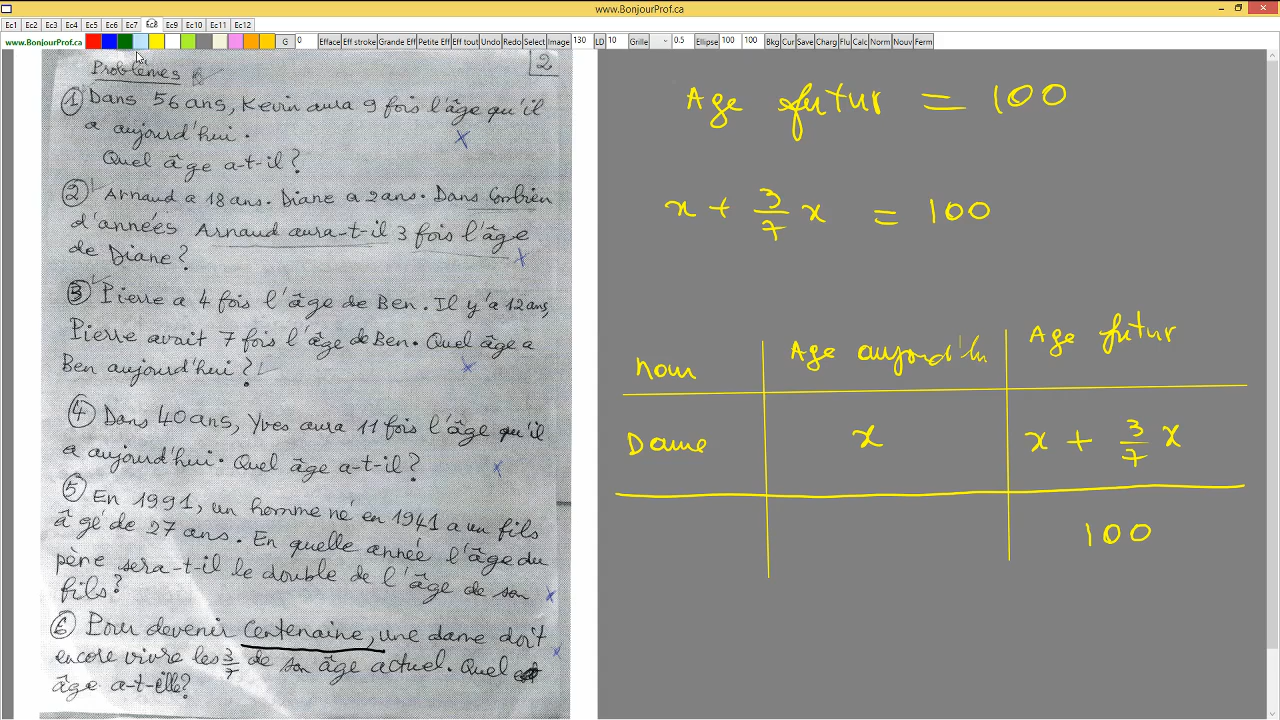 www.BonjourProf.ca
Ec1 Ec2 Ec3 Ec4 Ec5 Ec6 Ec7 Ec8 Ec9 Ec10 Ec11 Ec12
www.BonjourProf.ca G 0 Efface Eff stroke Grande Eff Petite Eff Eff tout Undo Redo Select Image 130 LD 10 Grille 0.5 Ellipse 100 100 Bkg Cur Cap Charg Flu Calc Norm Nouv Ferm
Problèmes
2
① Dans 56 ans, Kevin aura 9 fois l'âge qu'il
a aujourd'hui.
Quel âge a-t-il?
② Arnaud a 18 ans. Diane a 2 ans. Dans Combien
d'années Arnaud aura-t-il 3 fois l'âge
de Diane?
③ Pierre a 4 fois l'âge de Ben. Il y'a 12 ans,
Pierre avait 7 fois l'âge de Ben. Quel âge a
Ben aujourd'hui?
④ Dans 40 ans, Yves aura 11 fois l'âge qu'il
a aujourd'hui. Quel âge a-t-il?
⑤ En 1991, un homme né en 1941 a un fils
âgé de 27 ans. En quelle année l'âge du
père sera-t-il le double de l'âge de son
fils?
⑥ Pour devenir Centenaire, une dame doit
encore vivre les 3/7 de son âge actuel. Quel
âge a-t-elle?
Age futur = 100
x + 3/7 x = 100
Nom Age aujord'hu Age futur
Dame x x + 3/7 x
100